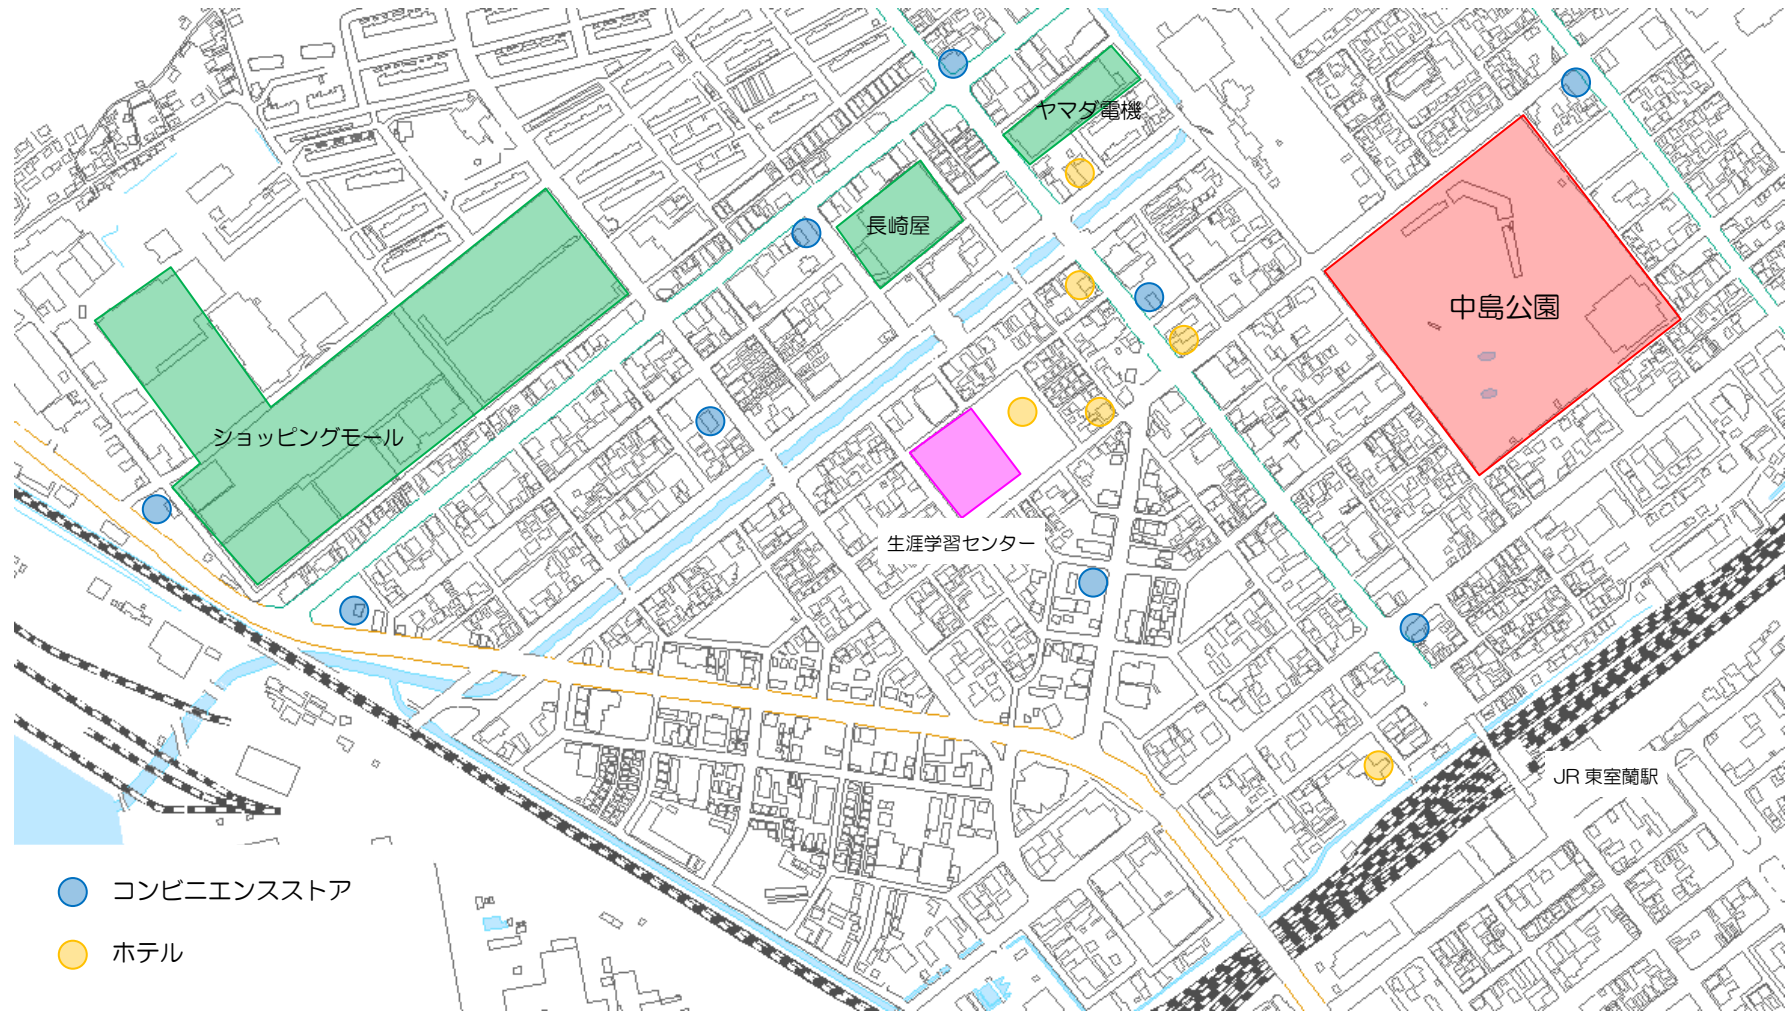 ヤマダ電機
長崎屋
中島公園
ショッピングモール
生涯学習センター
JR 東室蘭駅
コンビニエンスストア
ホテル